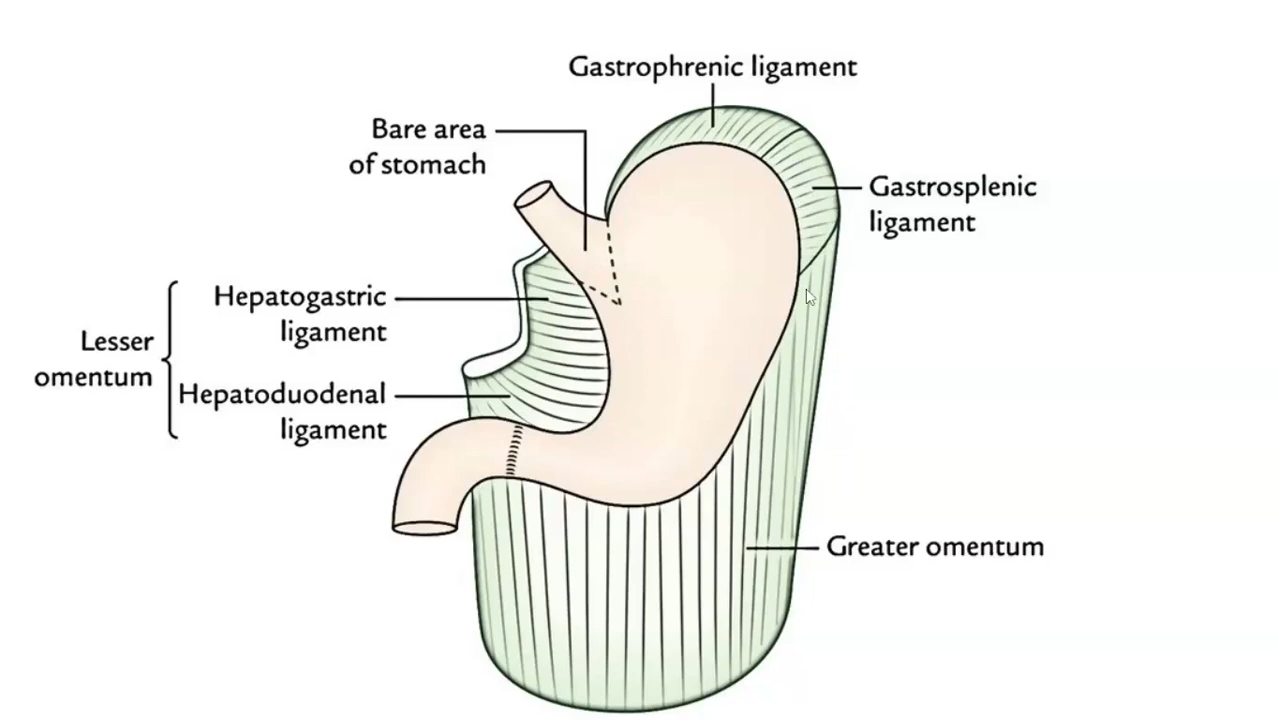 Gastrophrenic ligament
Bare area
of stomach
Gastrosplenic
ligament
Hepatogastric
ligament
Lesser
omentum
Hepatoduodenal
ligament
Greater omentum